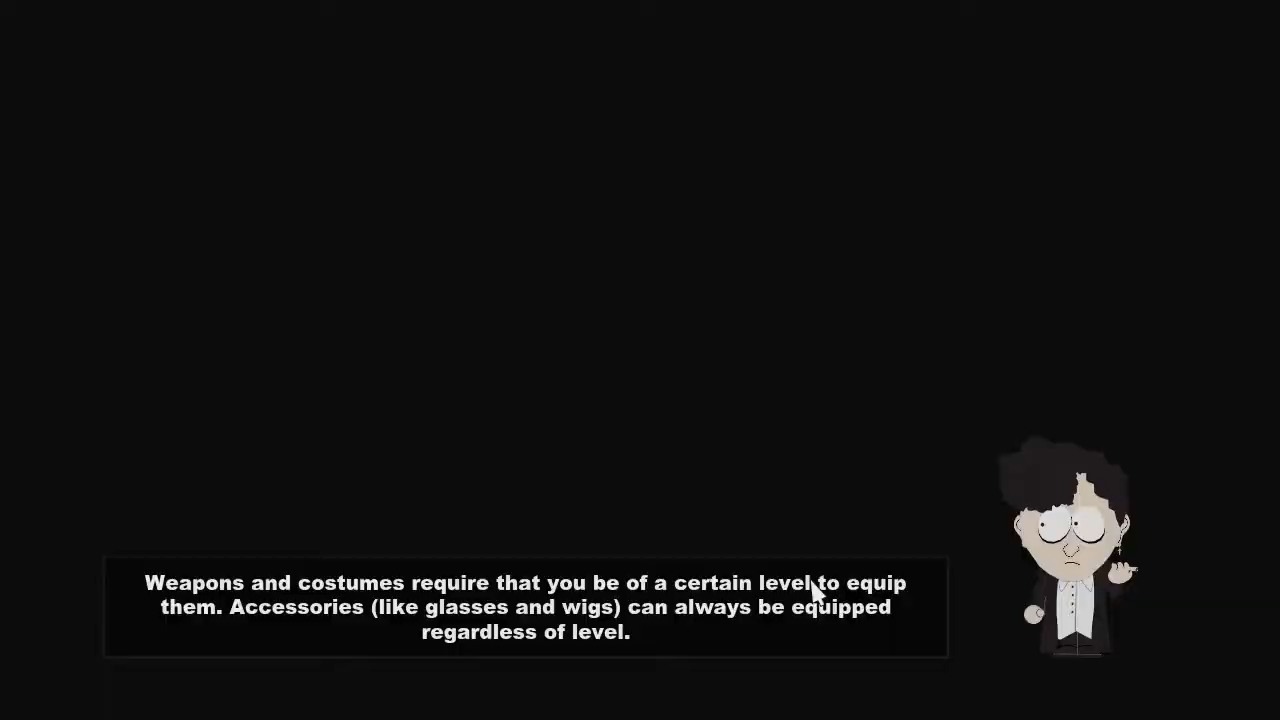 Weapons and costumes require that you be of a certain level to equip
them. Accessories (like glasses and wigs) can always be equipped
regardless of level.